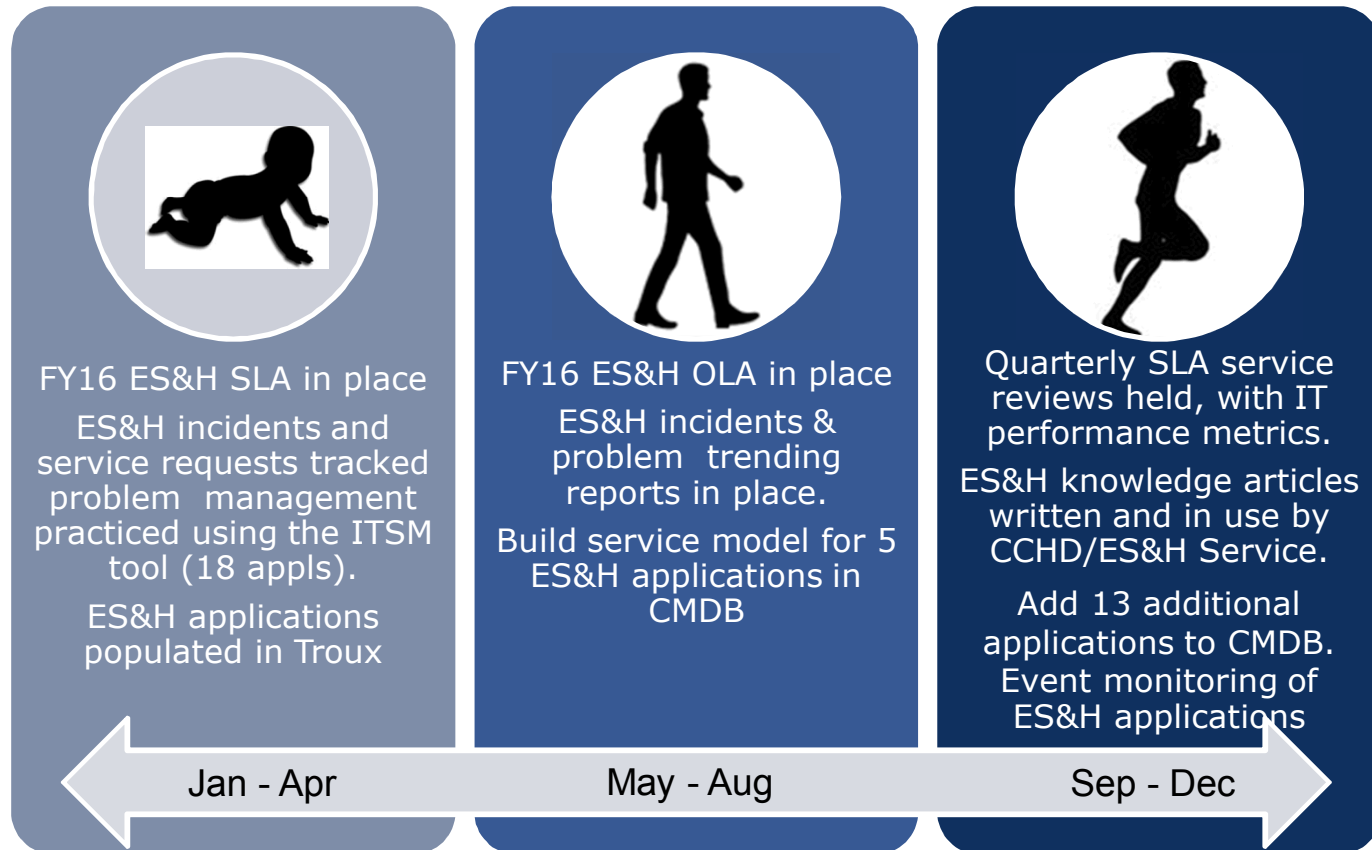 FY16 ES&H SLA in place
ES&H incidents and
service requests tracked
problem  management
practiced using the ITSM
tool (18 appls).
ES&H applications
populated in Troux
FY16 ES&H OLA in place
ES&H incidents &
problem  trending
reports in place.
Build service model for 5
ES&H applications in
CMDB
Quarterly SLA service
reviews held, with IT
performance metrics.
ES&H knowledge articles
written and in use by
CCHD/ES&H Service.
Add 13 additional
applications to CMDB.
Event monitoring of
ES&H applications
Jan - Apr
May - Aug
Sep - Dec